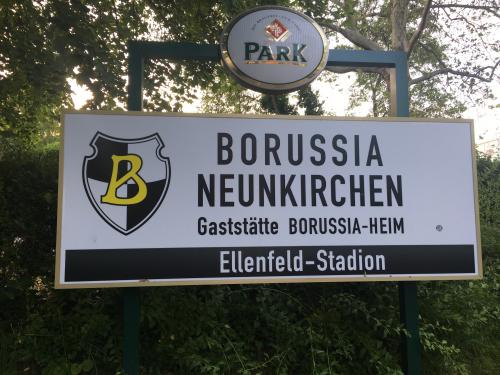 PARK
B
BORUSSIA
NEUNKIRCHEN
Gaststätte BORUSSIA-HEIM
Ellenfeld-Stadion